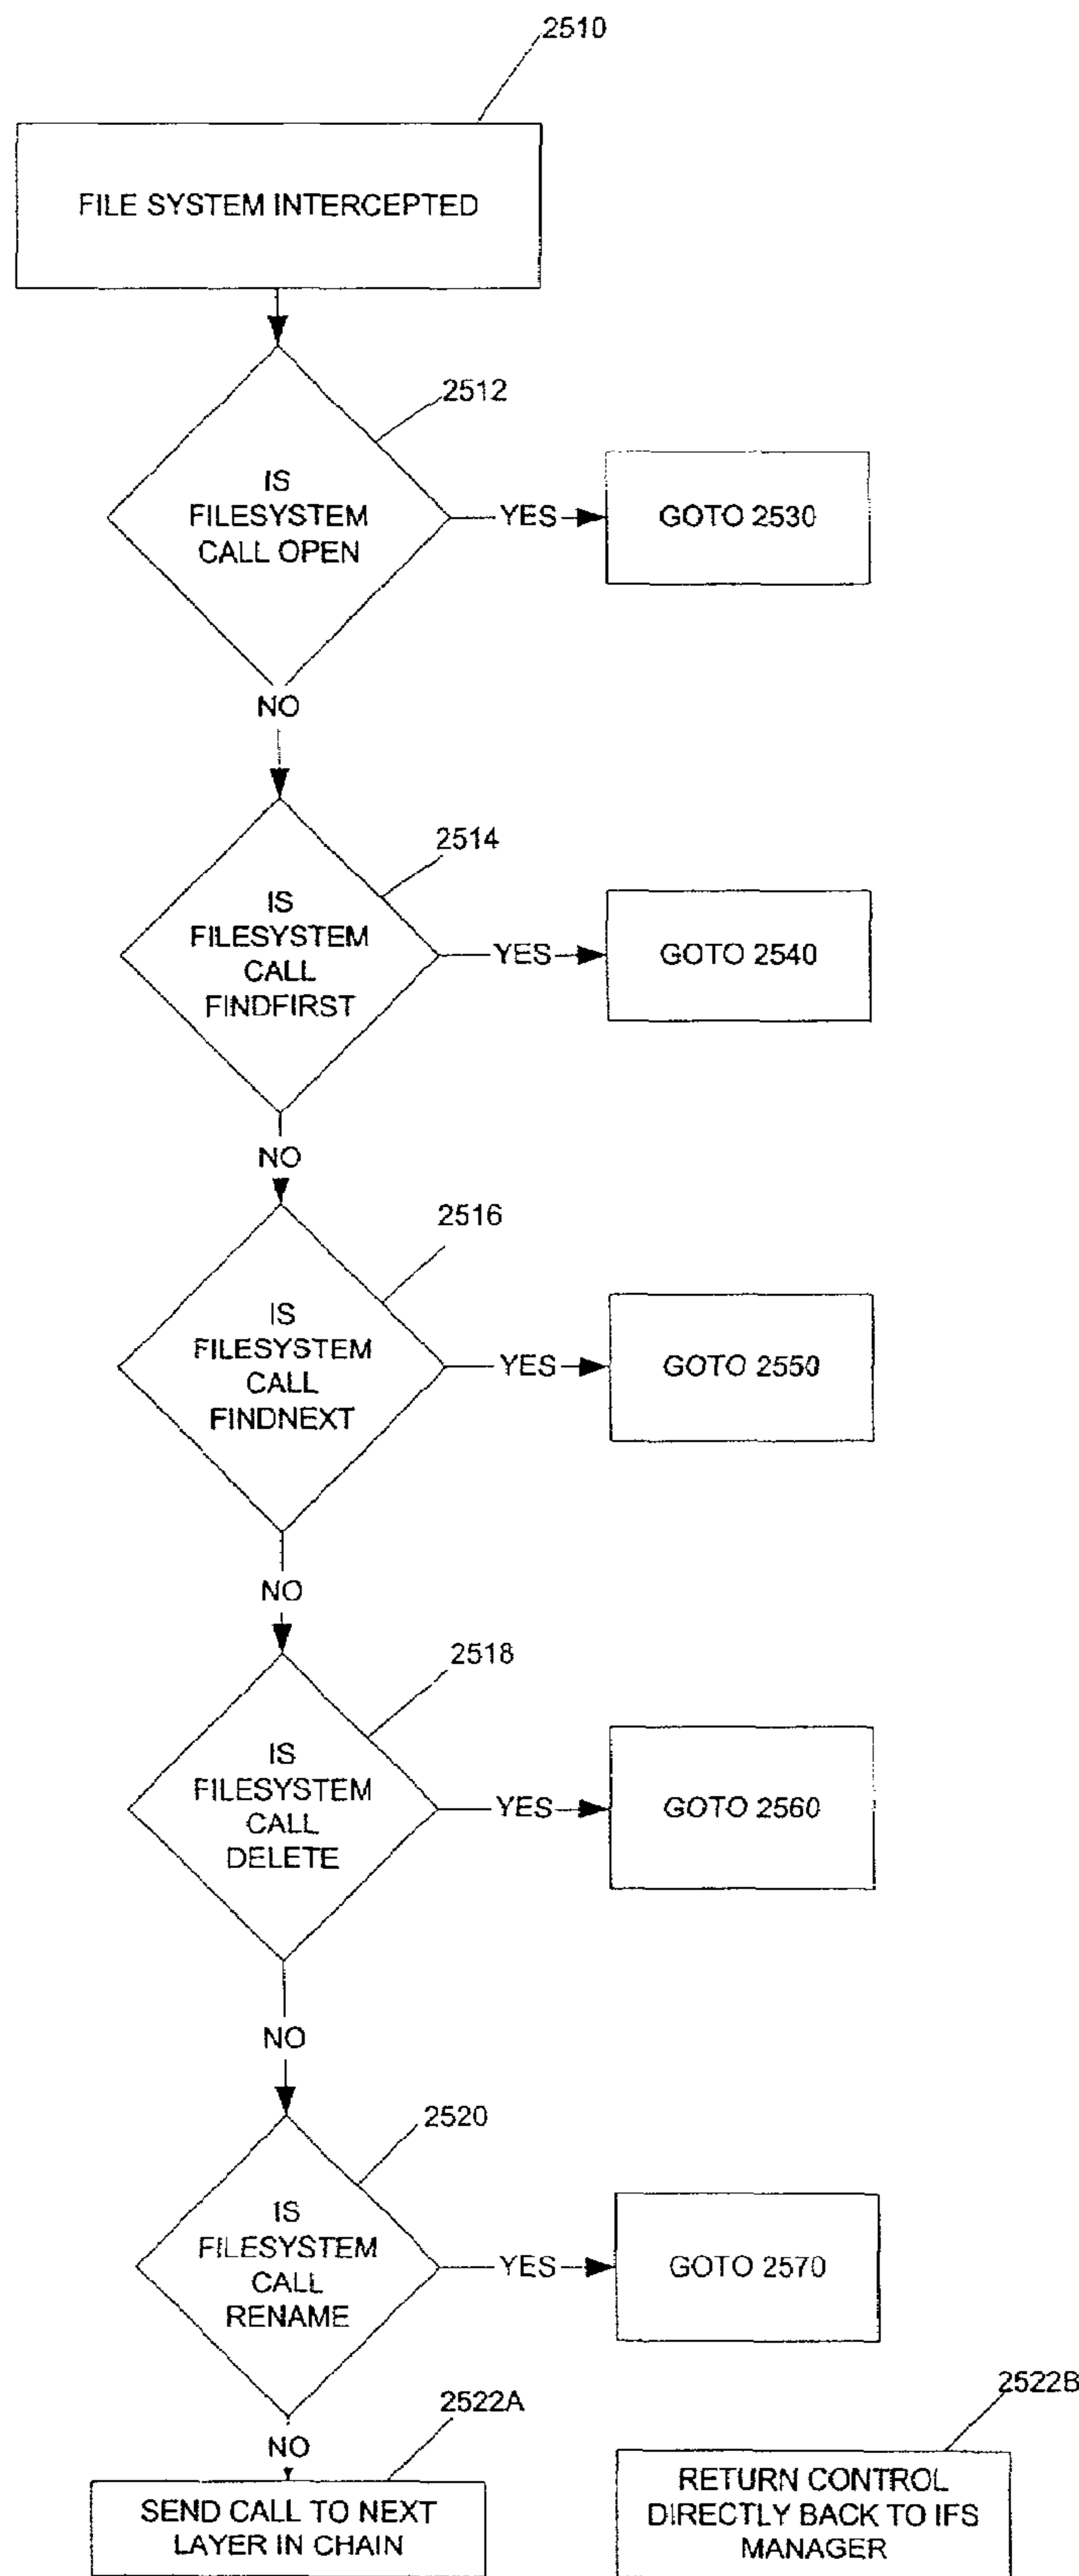 2510
FILE SYSTEM INTERCEPTED
2512
IS
FILESYSTEM
CALL OPEN
YES
GOTO 2530
NO
2514
IS
FILESYSTEM
CALL
FINDFIRST
YES
GOTO 2540
NO
2516
IS
FILESYSTEM
CALL
FINDNEXT
YES
GOTO 2550
NO
2518
IS
FILESYSTEM
CALL
DELETE
YES
GOTO 2560
NO
2520
IS
FILESYSTEM
CALL
RENAME
YES
GOTO 2570
NO
2522A
SEND CALL TO NEXT
LAYER IN CHAIN
2522B
RETURN CONTROL
DIRECTLY BACK TO IFS
MANAGER